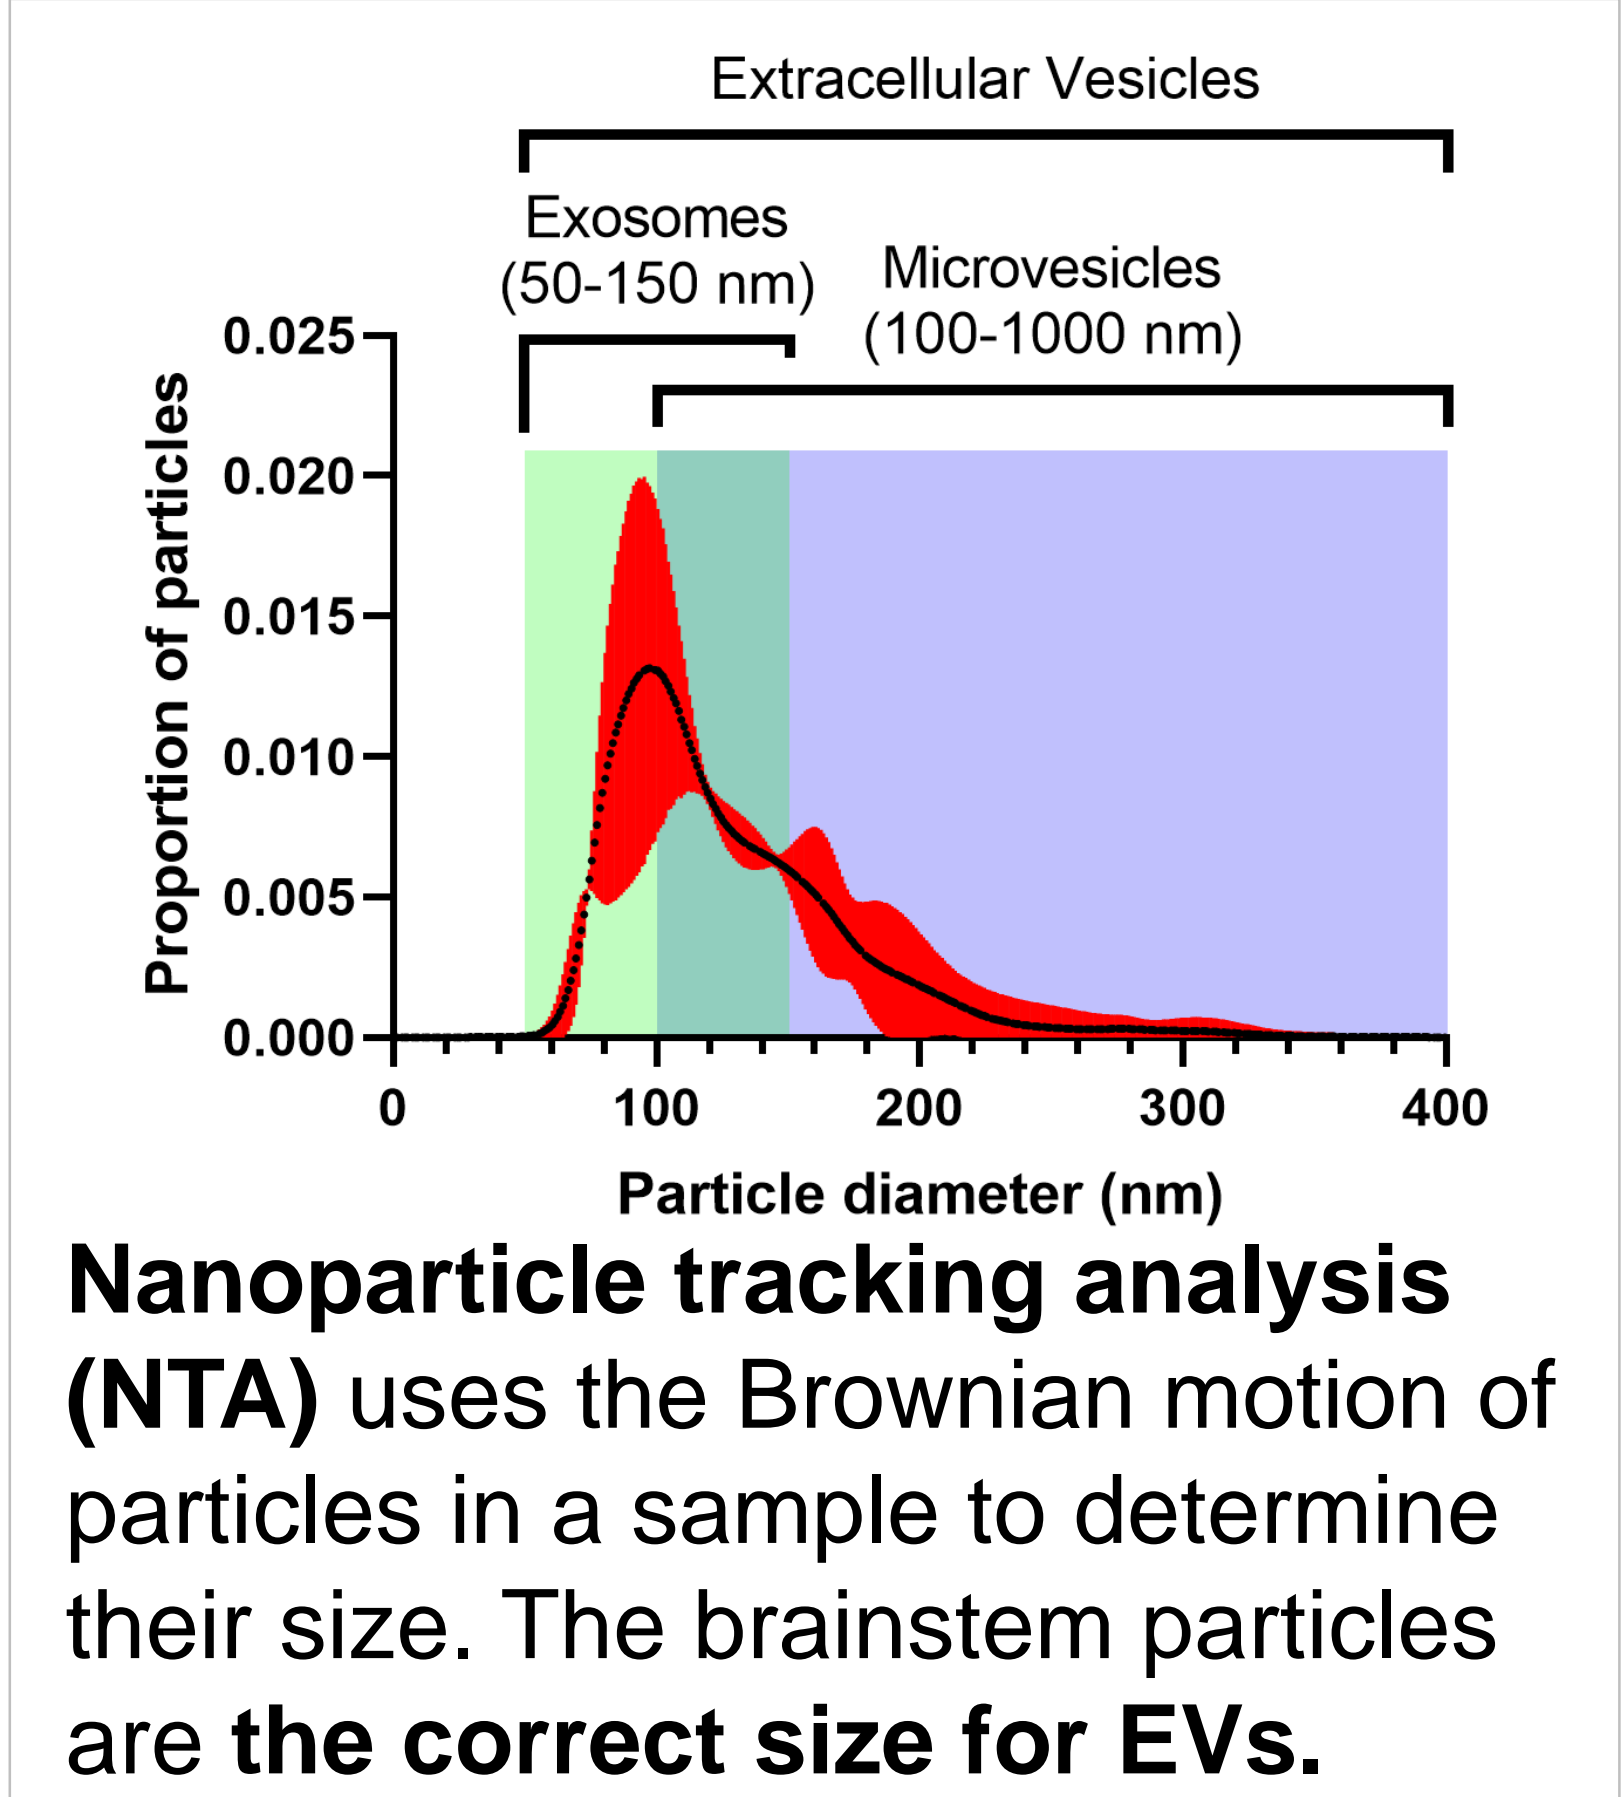 Extracellular Vesicles
Exosomes
(50-150 nm)
Microvesicles
(100-1000 nm)
0.025
0.020
0.015
0.010
0.005
0.000
Proportion of particles
0
100
200
300
400
Particle diameter (nm)
Nanoparticle tracking analysis
(NTA) uses the Brownian motion of
particles in a sample to determine
their size. The brainstem particles
are the correct size for EVs.